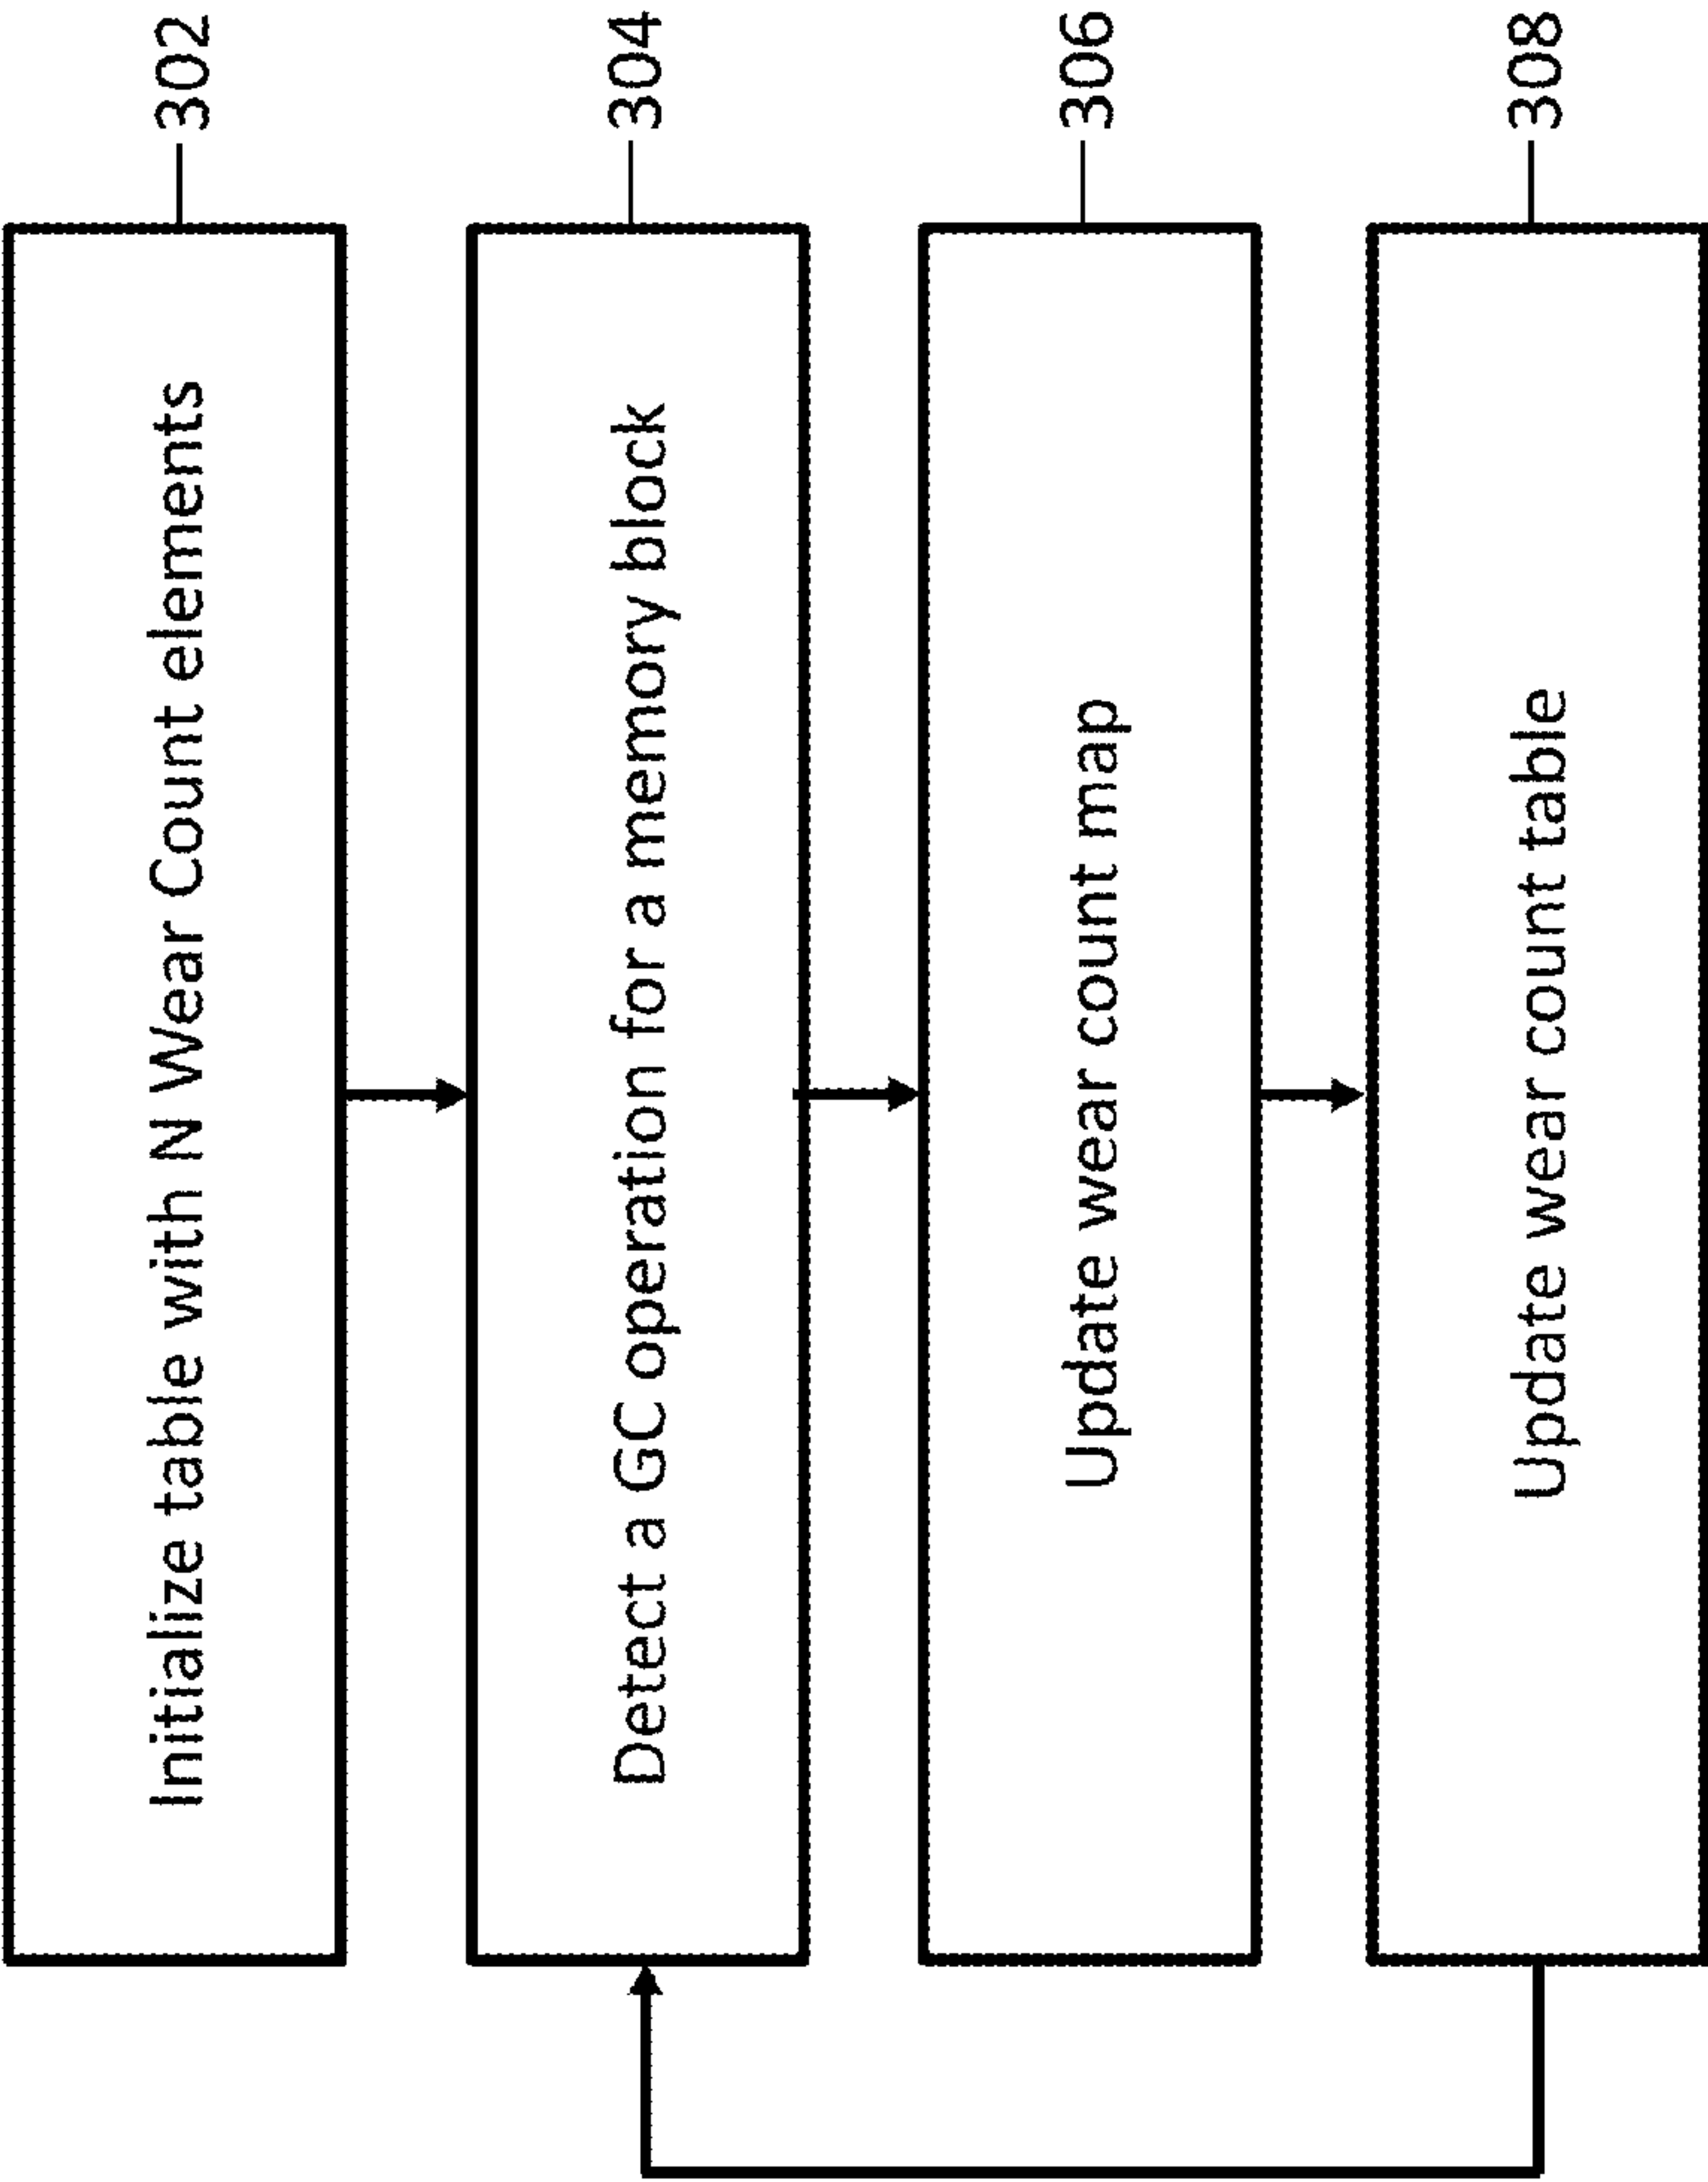 Initialize table with N Wear Count elements
302
Detect a GC operation for a memory block
304
Update wear count map
306
Update wear count table
308